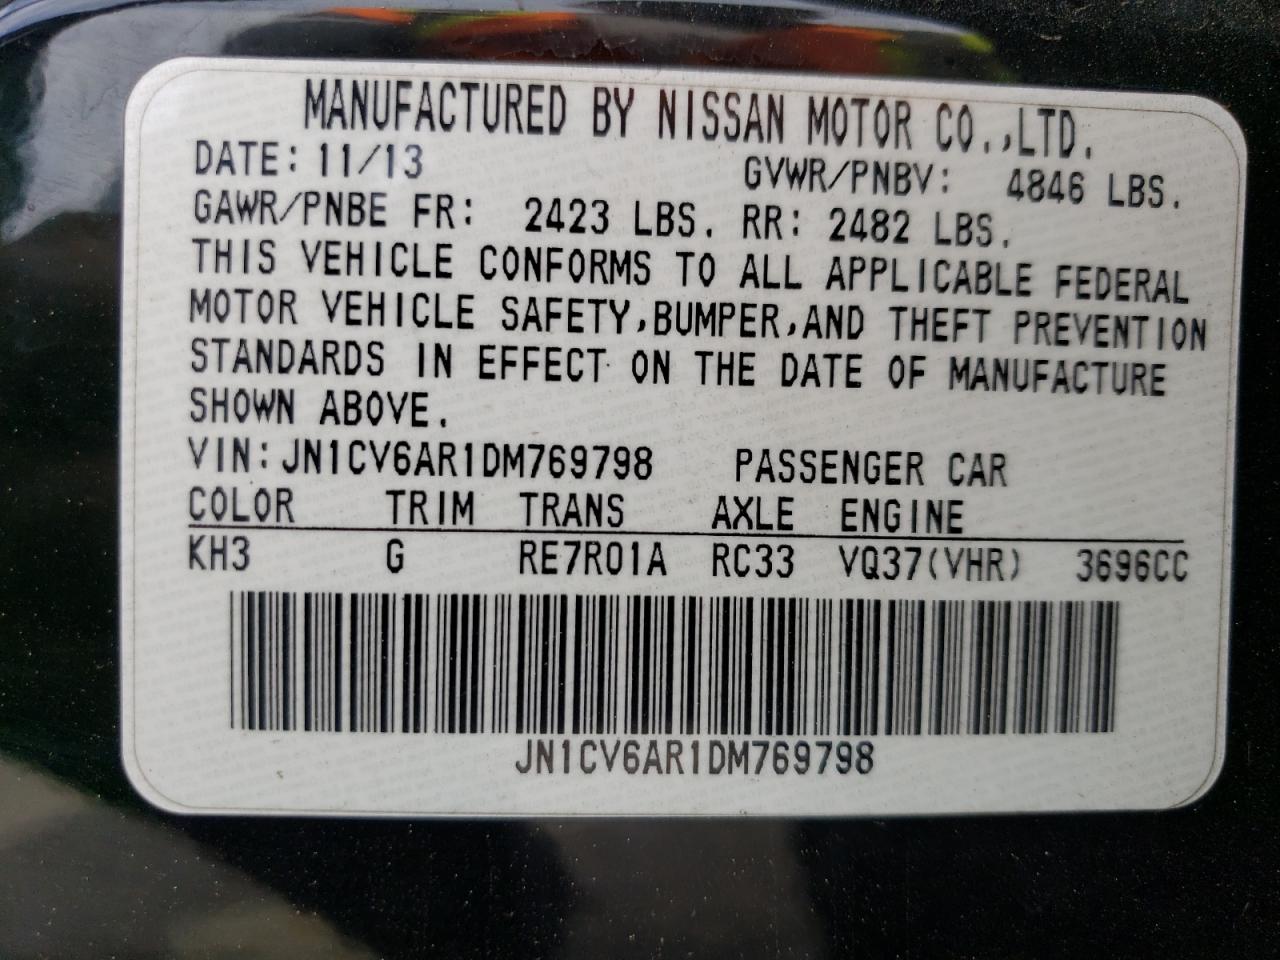 MANUFACTURED BY NISSAN MOTOR CO.,LTD.
DATE: 11/13 GVWR/PNBV: 4846 LBS.
GAWR/PNBE FR: 2423 LBS. RR: 2482 LBS.
THIS VEHICLE CONFORMS TO ALL APPLICABLE FEDERAL
MOTOR VEHICLE SAFETY,BUMPER,AND THEFT PREVENTION
STANDARDS IN EFFECT ON THE DATE OF MANUFACTURE
SHOWN ABOVE.
VIN: JN1CV6AR1DM769798 PASSENGER CAR
COLOR TRIM TRANS AXLE ENGINE
KH3 G RE7R01A RC33 VQ37(VHR) 3696CC
JN1CV6AR1DM769798